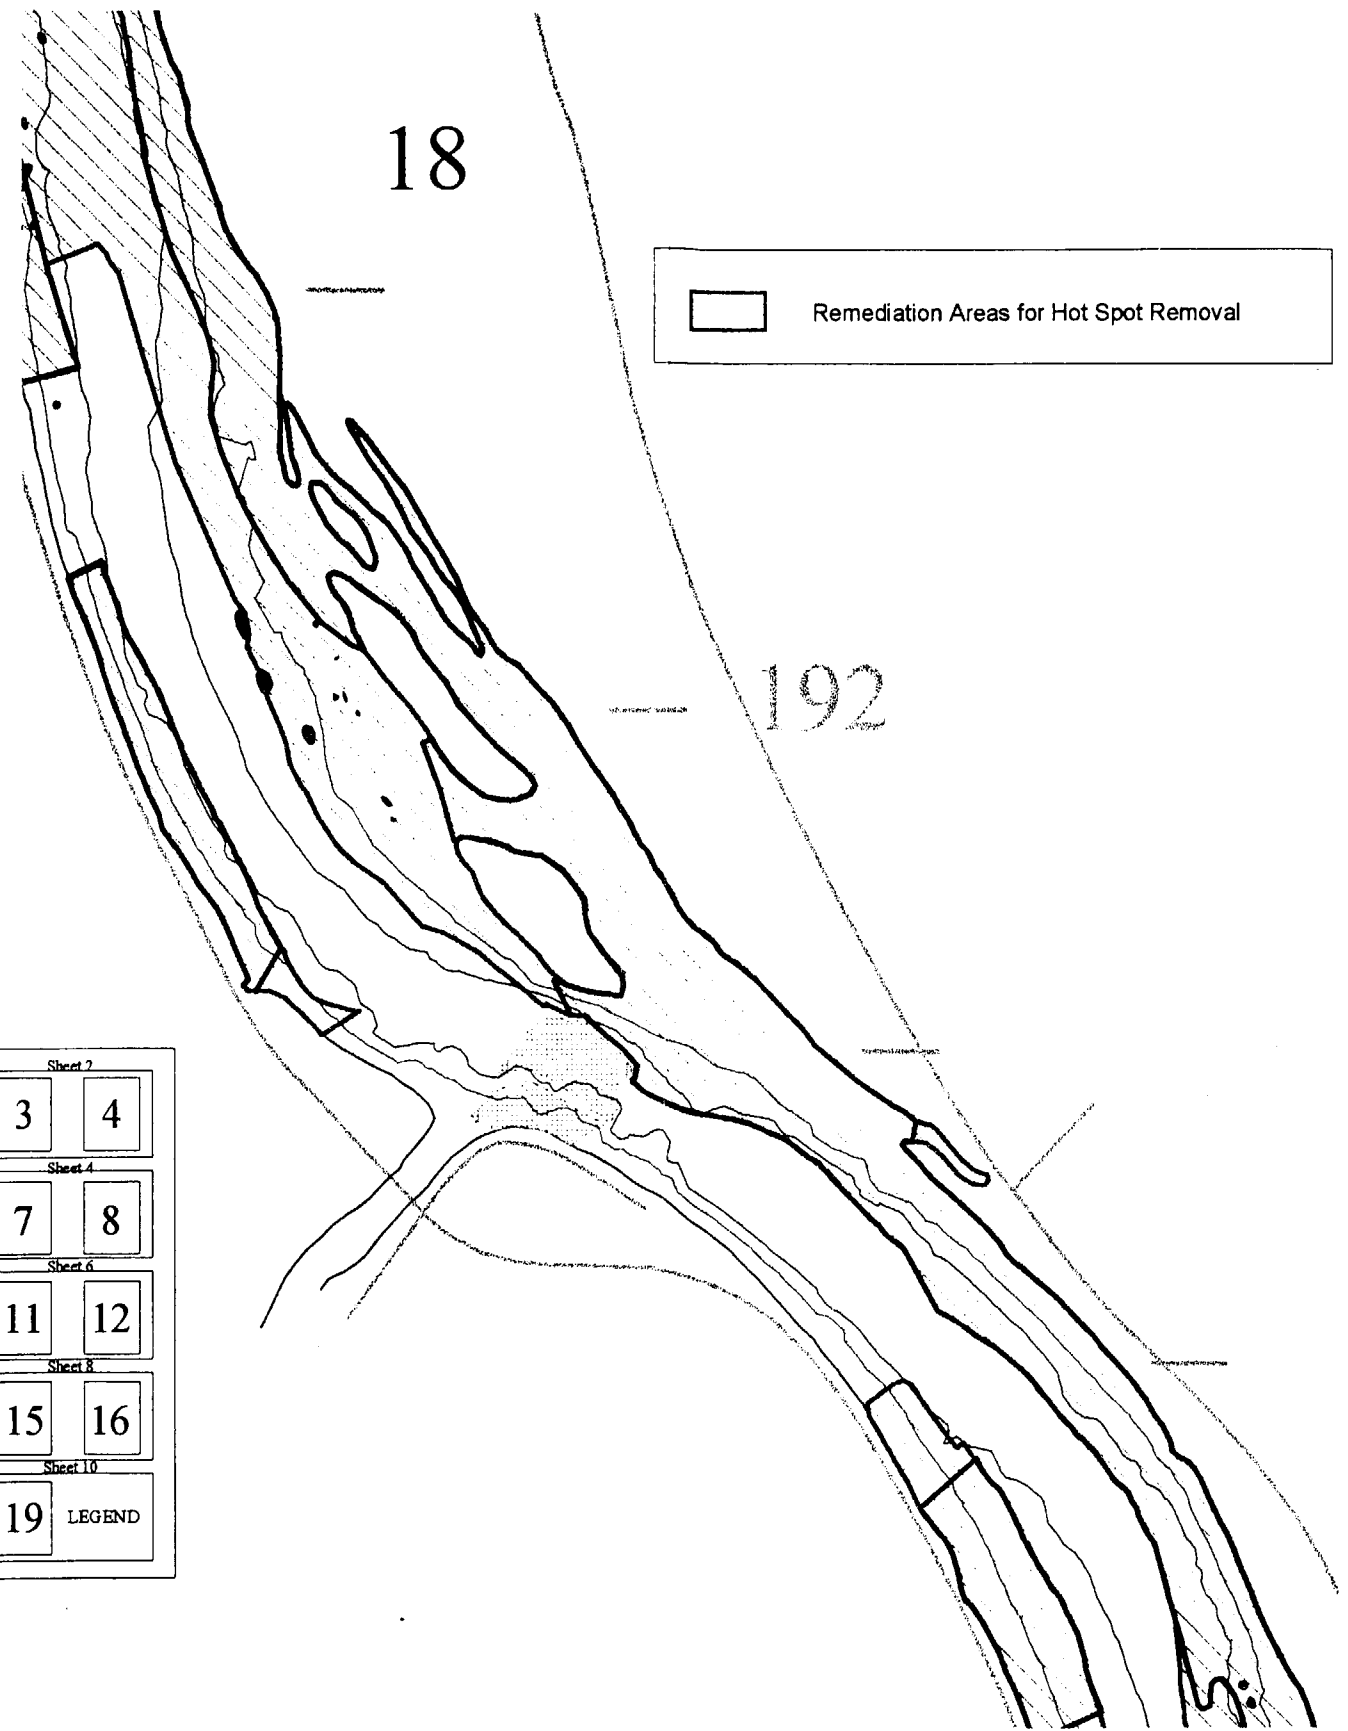 18
Remediation Areas for Hot Spot Removal
192
Sheet 2
3 4
Sheet 4
7 8
Sheet 6
11 12
Sheet 8
15 16
Sheet 10
19 LEGEND